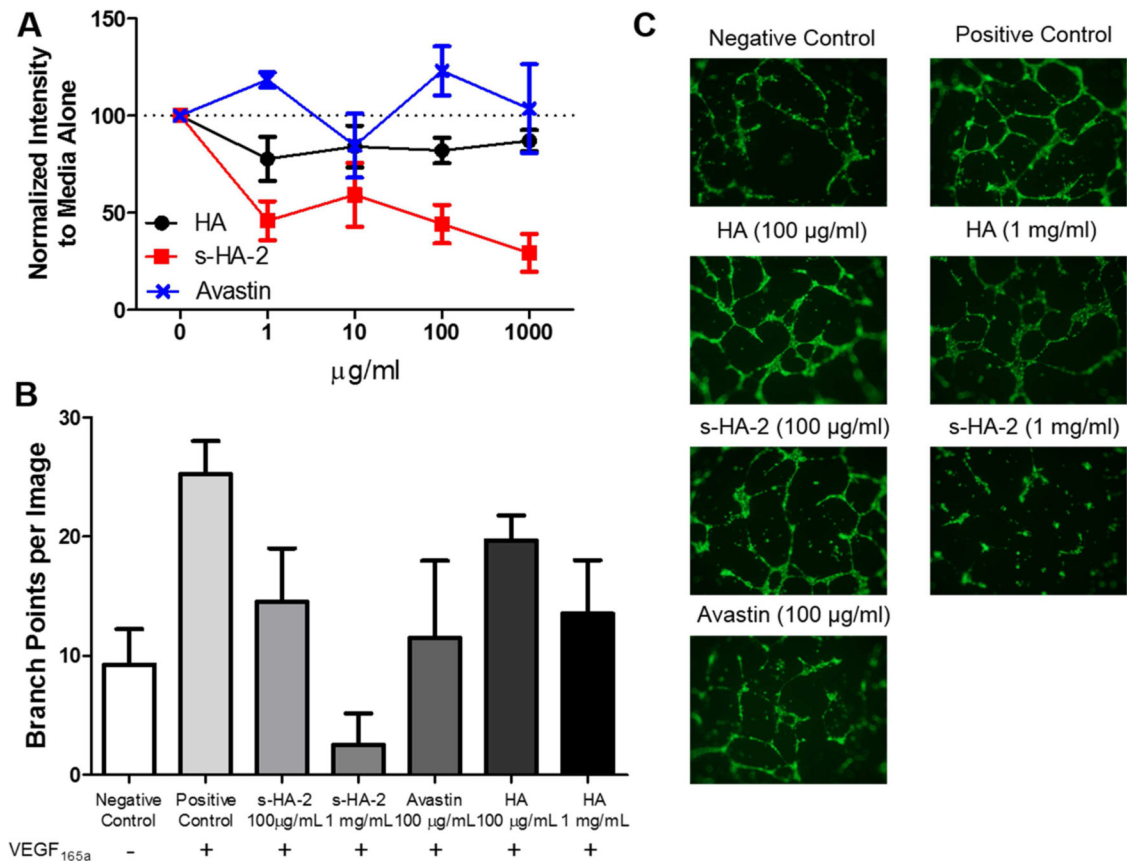 A
Normalized Intensity
to Media Alone
150
100
50
0
HA
s-HA-2
Avastin
0 1 10 100 1000
μg/ml
B
Branch Points per Image
30
20
10
0
Negative Control
Positive Control
s-HA-2 100μg/mL
s-HA-2 1 mg/mL
Avastin 100 μg/mL
HA 100 μg/mL
HA 1 mg/mL
VEGF165a - + + + + + +
C
Negative Control Positive Control
HA (100 μg/ml) HA (1 mg/ml)
s-HA-2 (100 μg/ml) s-HA-2 (1 mg/ml)
Avastin (100 μg/ml)